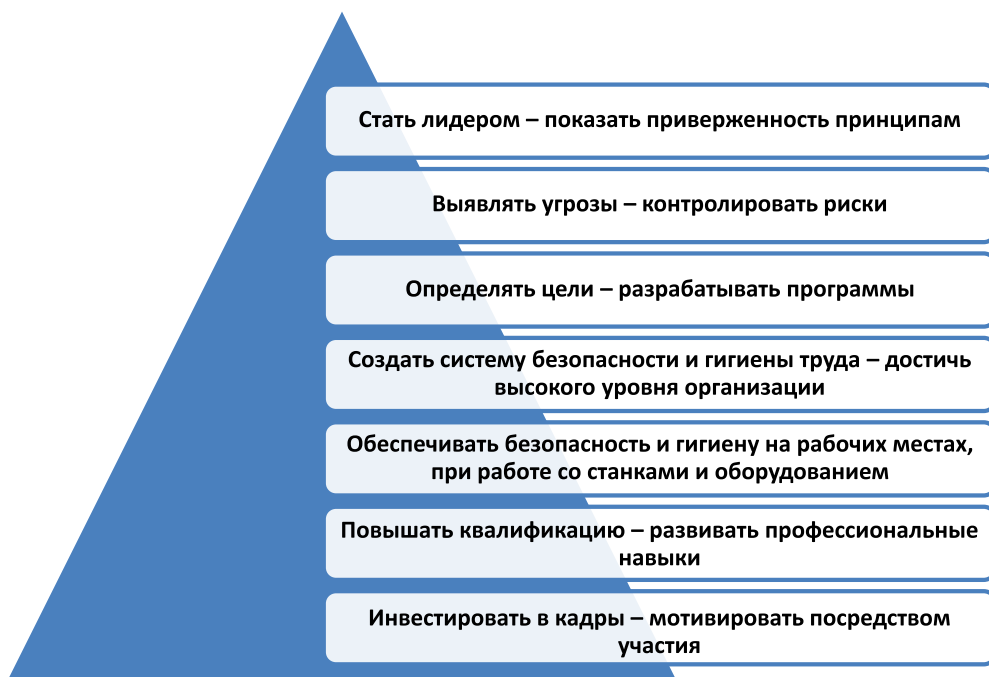 Стать лидером – показать приверженность принципам
Выявлять угрозы – контролировать риски
Определять цели – разрабатывать программы
Создать систему безопасности и гигиены труда – достичь
высокого уровня организации
Обеспечивать безопасность и гигиену на рабочих местах,
при работе со станками и оборудованием
Повышать квалификацию – развивать профессиональные
навыки
Инвестировать в кадры – мотивировать посредством
участия